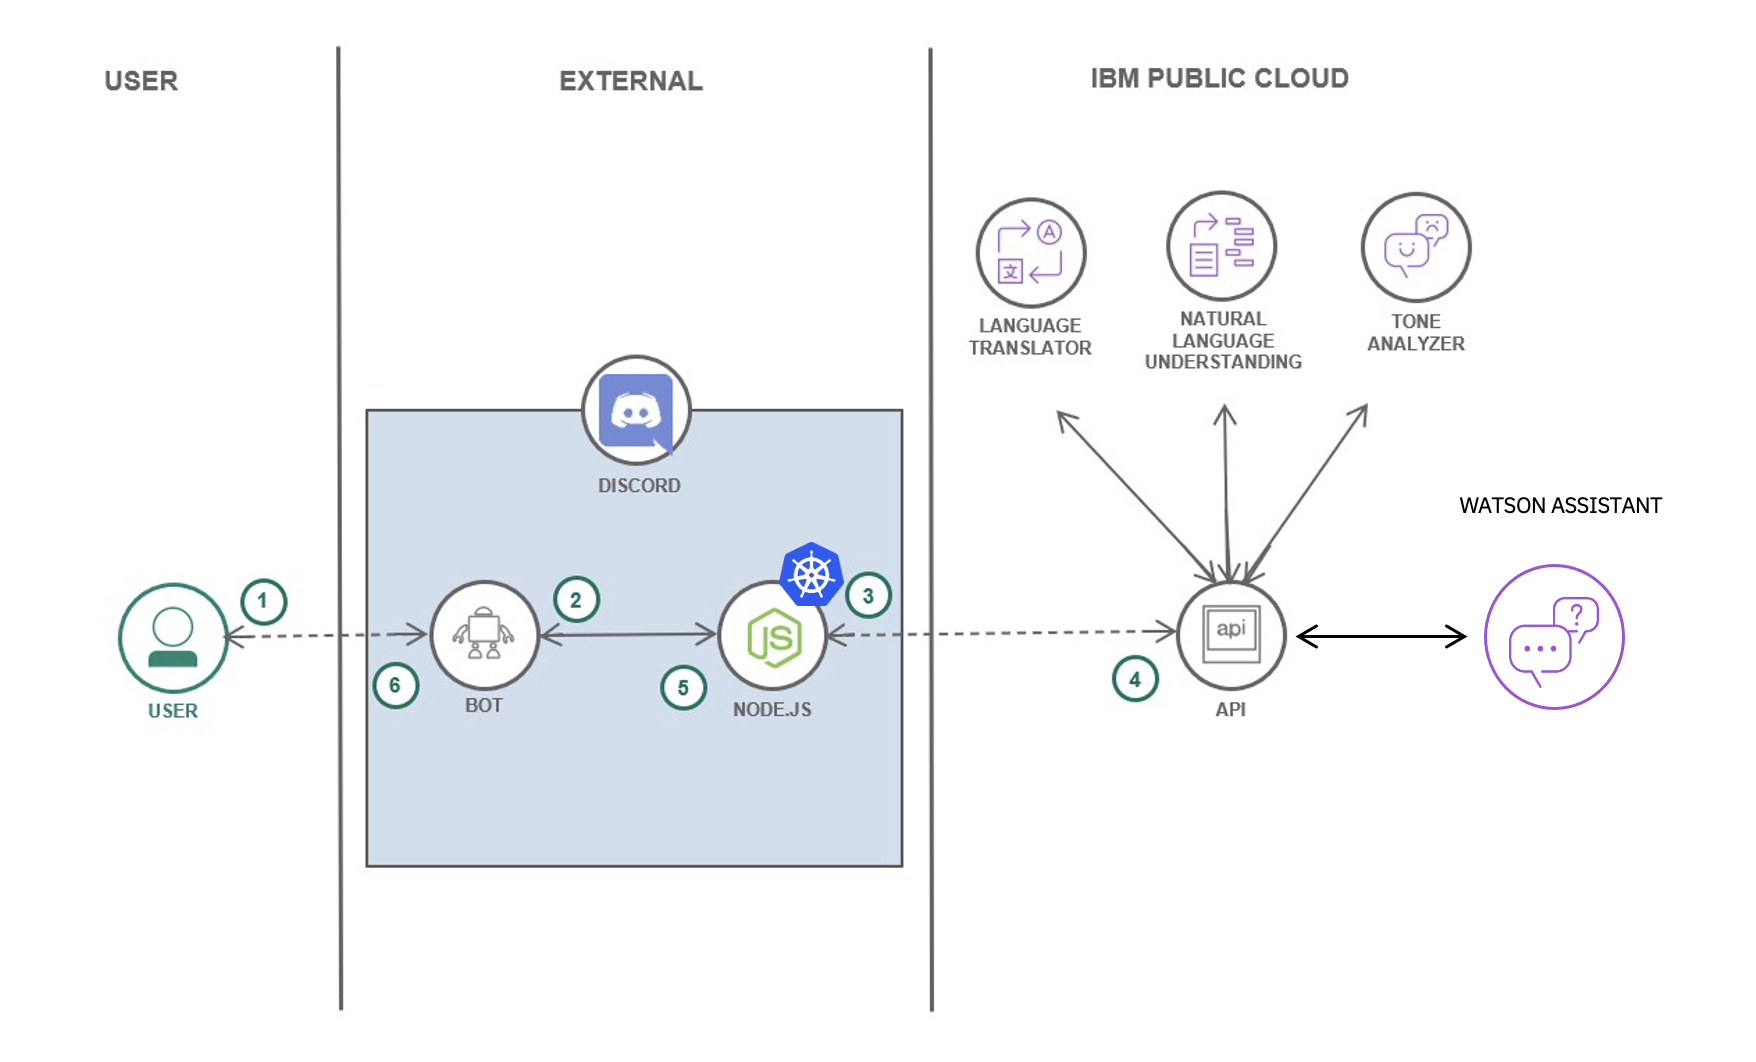 USER
EXTERNAL
IBM PUBLIC CLOUD
A
文
LANGUAGE
TRANSLATOR
NATURAL
LANGUAGE
UNDERSTANDING
TONE
ANALYZER
DISCORD
WATSON ASSISTANT
1
2
3
JS
api
?
6
5
4
USER
BOT
NODE.JS
API